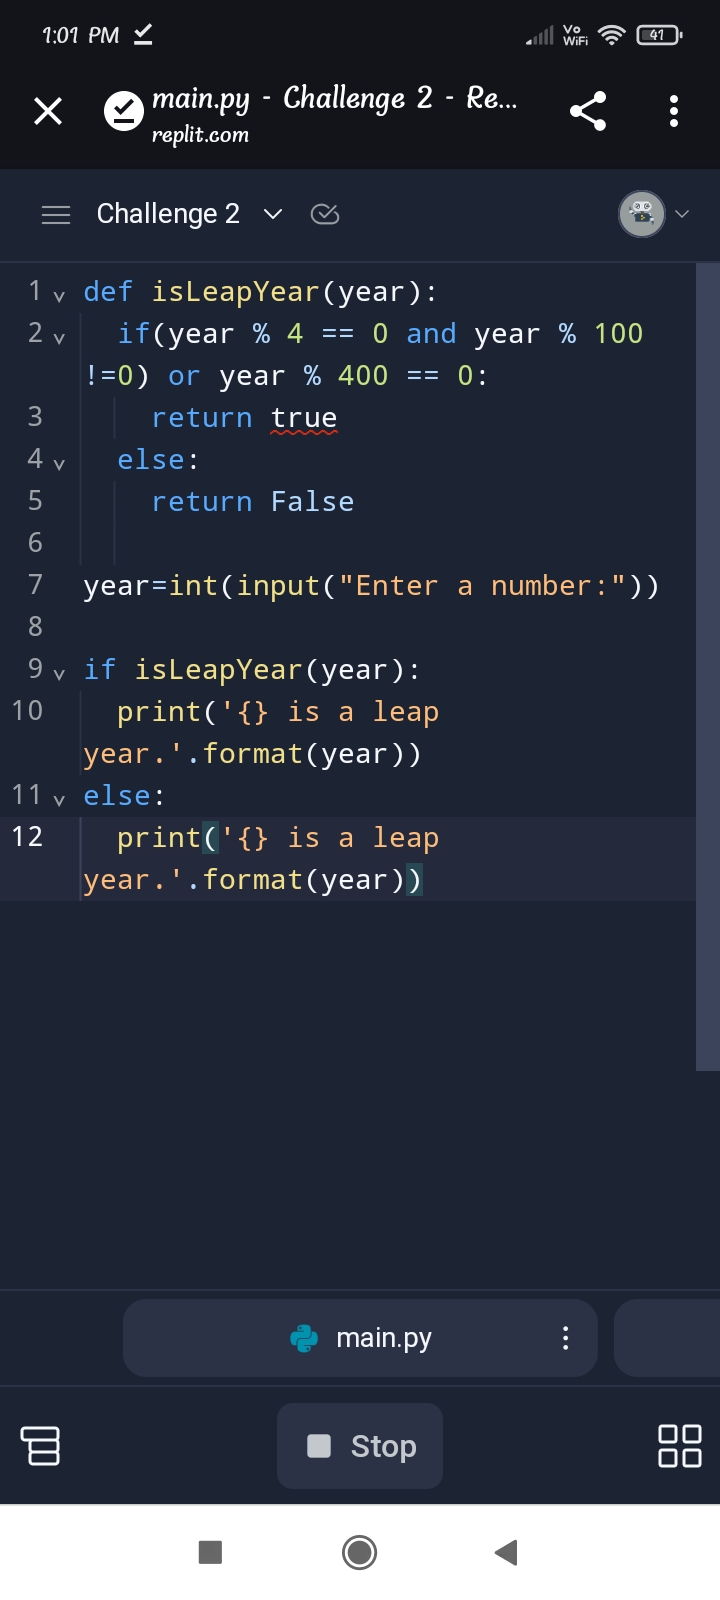 1:01 PM
Vo
WiFi
41
main.py - Challenge 2 - Re...
replit.com
Challenge 2
1 def isLeapYear(year):
2   if(year % 4 == 0 and year % 100
!=0) or year % 400 == 0:
3     return true
4   else:
5     return False
6
7 year=int(input("Enter a number:"))
8
9 if isLeapYear(year):
10   print('{} is a leap
year.'.format(year))
11 else:
12   print('{} is a leap
year.'.format(year))
main.py
Stop